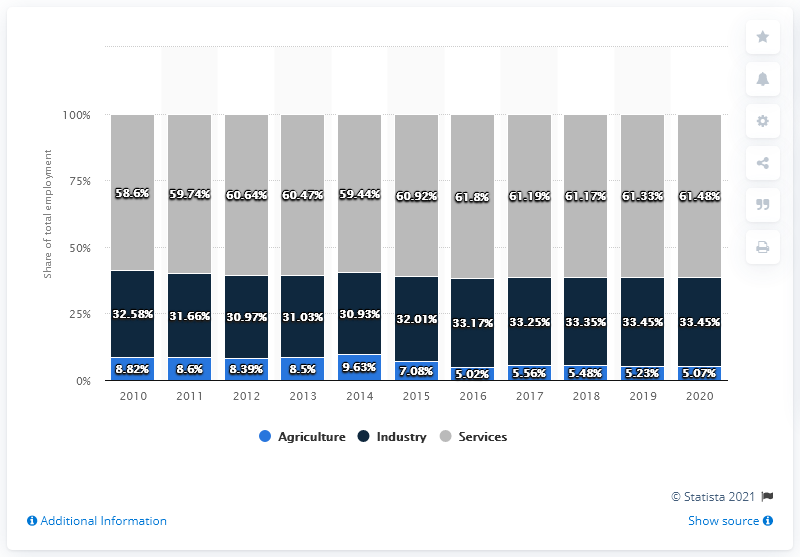 Share of total employment
100%
75%
50%
25%
0%
58.6% 59.74% 60.64% 60.47% 59.44% 60.92% 61.8% 61.19% 61.17% 61.33% 61.48%
32.58% 31.66% 30.97% 31.03% 30.93% 32.01% 33.17% 33.25% 33.35% 33.45% 33.45%
8.82% 8.6% 8.39% 8.5% 9.63% 7.08% 5.02% 5.56% 5.48% 5.23% 5.07%
2010 2011 2012 2013 2014 2015 2016 2017 2018 2019 2020
Agriculture Industry Services
© Statista 2021
Additional Information Show source